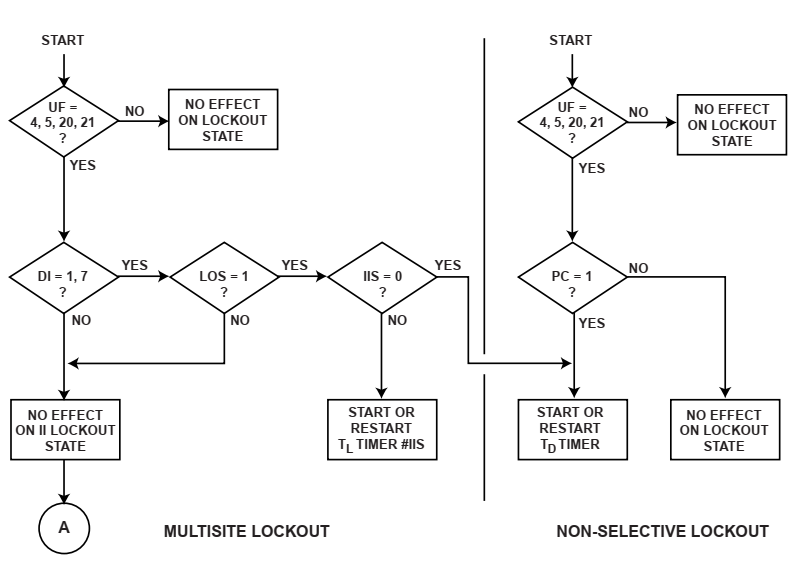 START
UF =
4, 5, 20, 21
?
NO
NO EFFECT
ON LOCKOUT
STATE
YES
DI = 1, 7
?
YES
LOS = 1
?
YES
IIS = 0
?
YES
NO
NO
NO
NO EFFECT
ON II LOCKOUT
STATE
START OR
RESTART
TL TIMER #IIS
A
MULTISITE LOCKOUT
START
UF =
4, 5, 20, 21
?
NO
NO EFFECT
ON LOCKOUT
STATE
YES
PC = 1
?
NO
YES
START OR
RESTART
TD TIMER
NO EFFECT
ON LOCKOUT
STATE
NON-SELECTIVE LOCKOUT